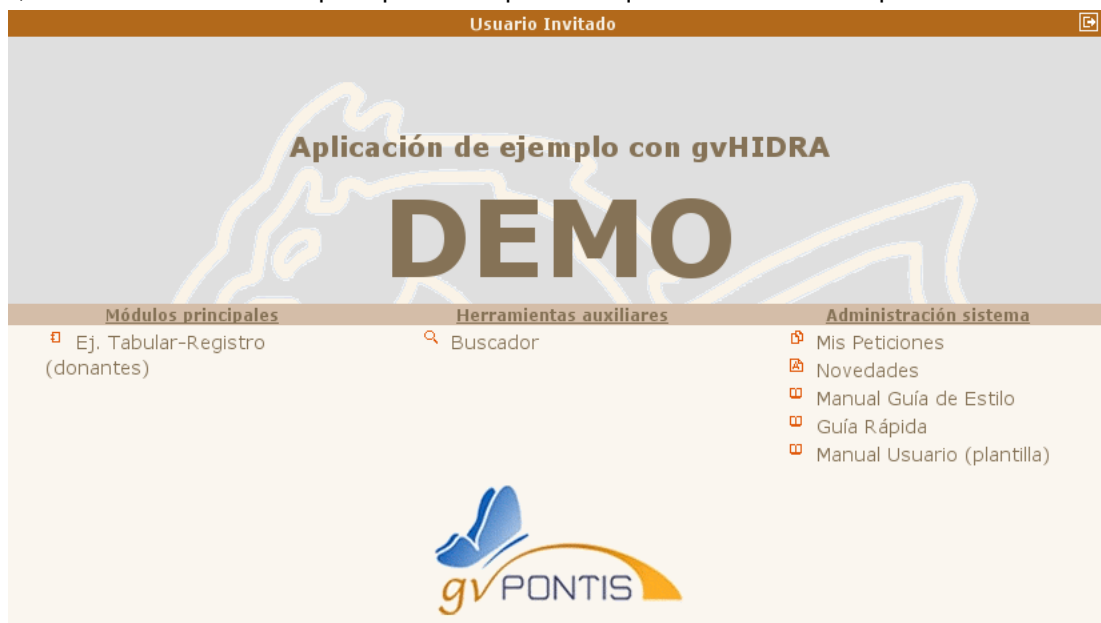 Usuario Invitado
Aplicación de ejemplo con gvHIDRA
DEMO
Módulos principales
Ej. Tabular-Registro
(donantes)
Herramientas auxiliares
Buscador
Administración sistema
Mis Peticiones
Novedades
Manual Guía de Estilo
Guía Rápida
Manual Usuario (plantilla)
gvPONTIS